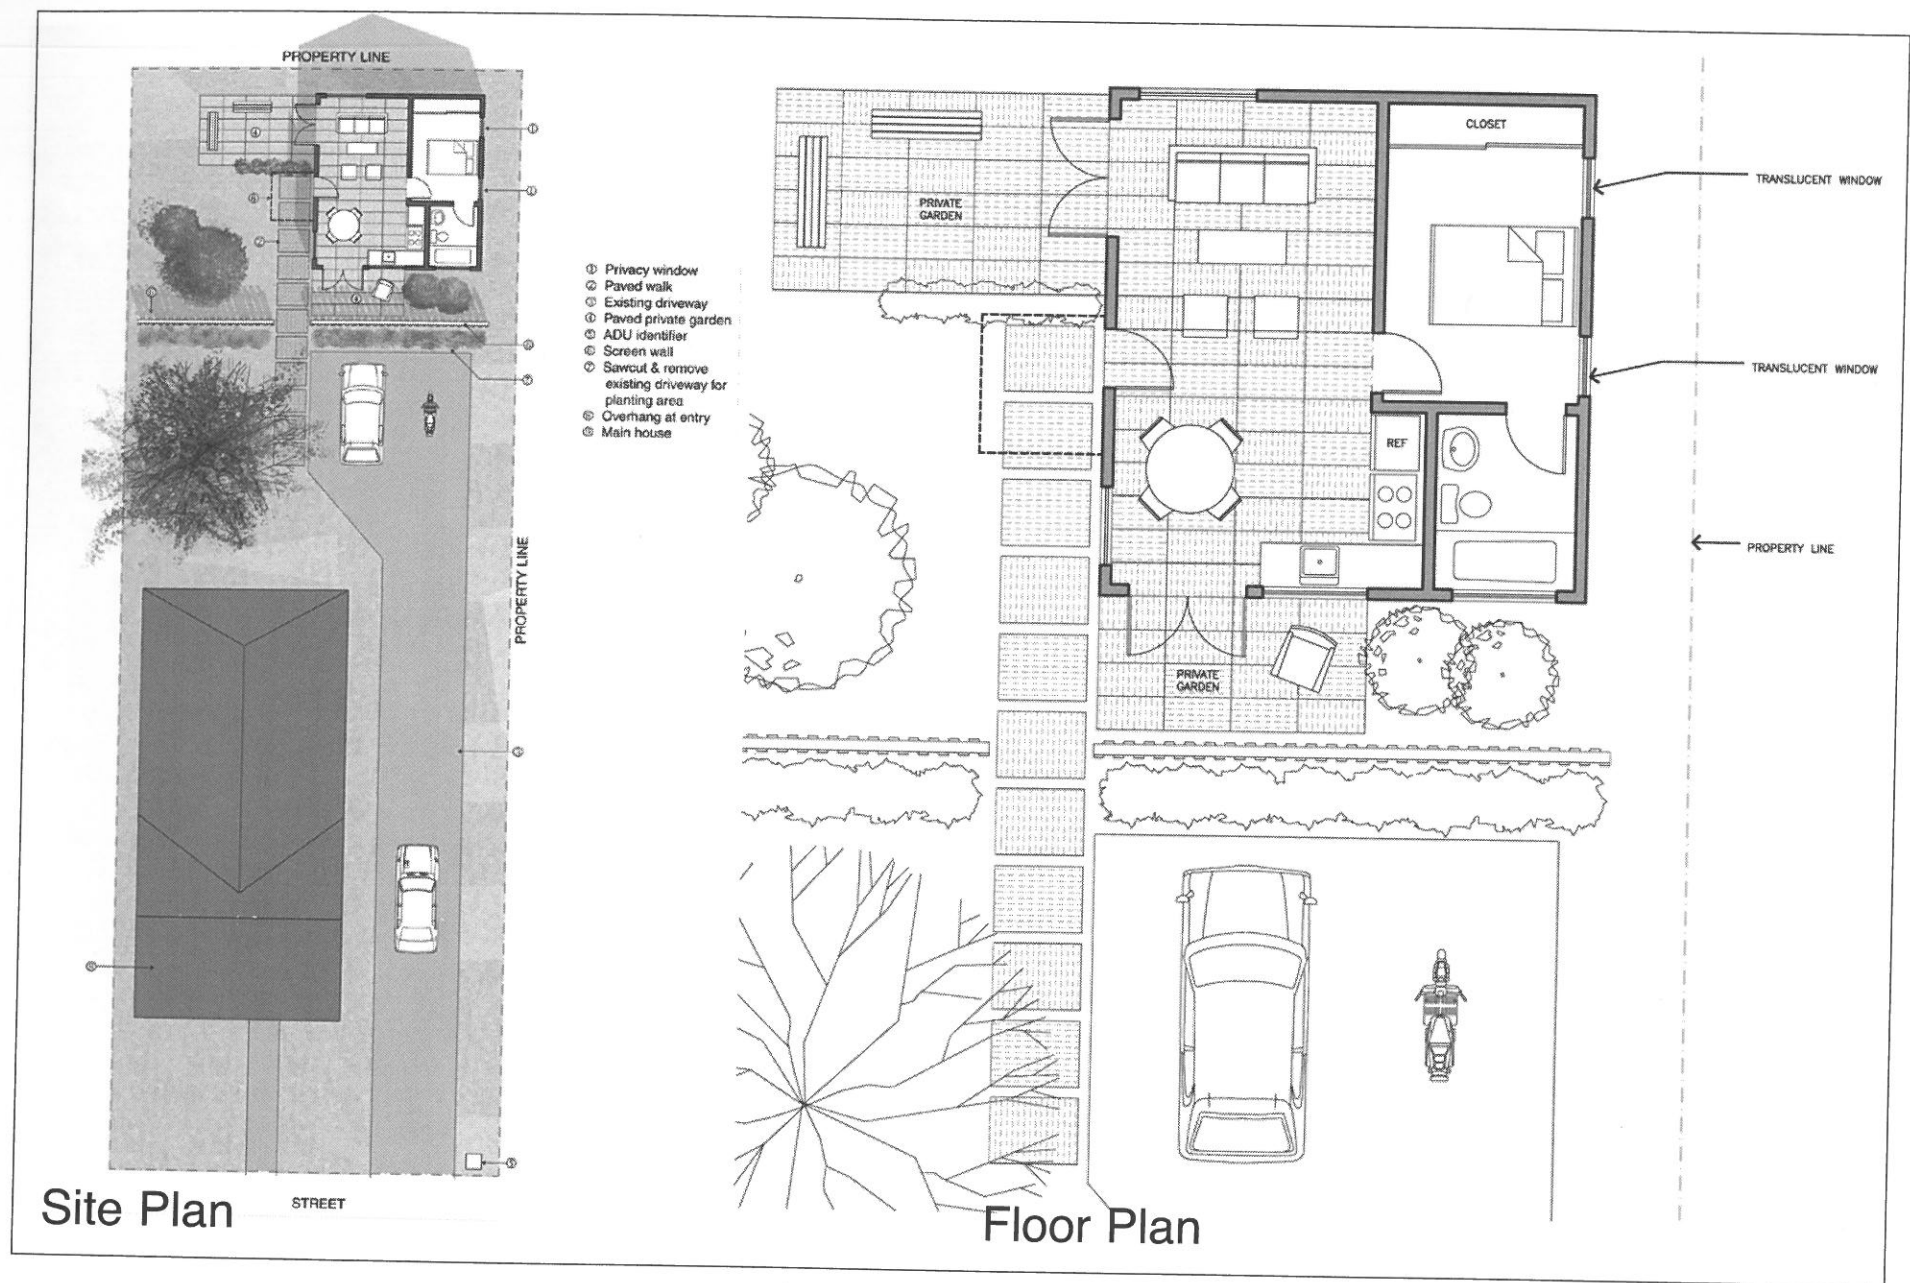 PROPERTY LINE
① Privacy window
② Paved walk
③ Existing driveway
④ Paved private garden
⑤ ADU identifier
⑥ Screen wall
⑦ Sawcut & remove
existing driveway for
planting area
Overhang at entry
Main house
PROPERTY LINE
STREET
Site Plan
CLOSET
TRANSLUCENT WINDOW
PRIVATE
GARDEN
TRANSLUCENT WINDOW
REF
PROPERTY LINE
PRIVATE
GARDEN
Floor Plan